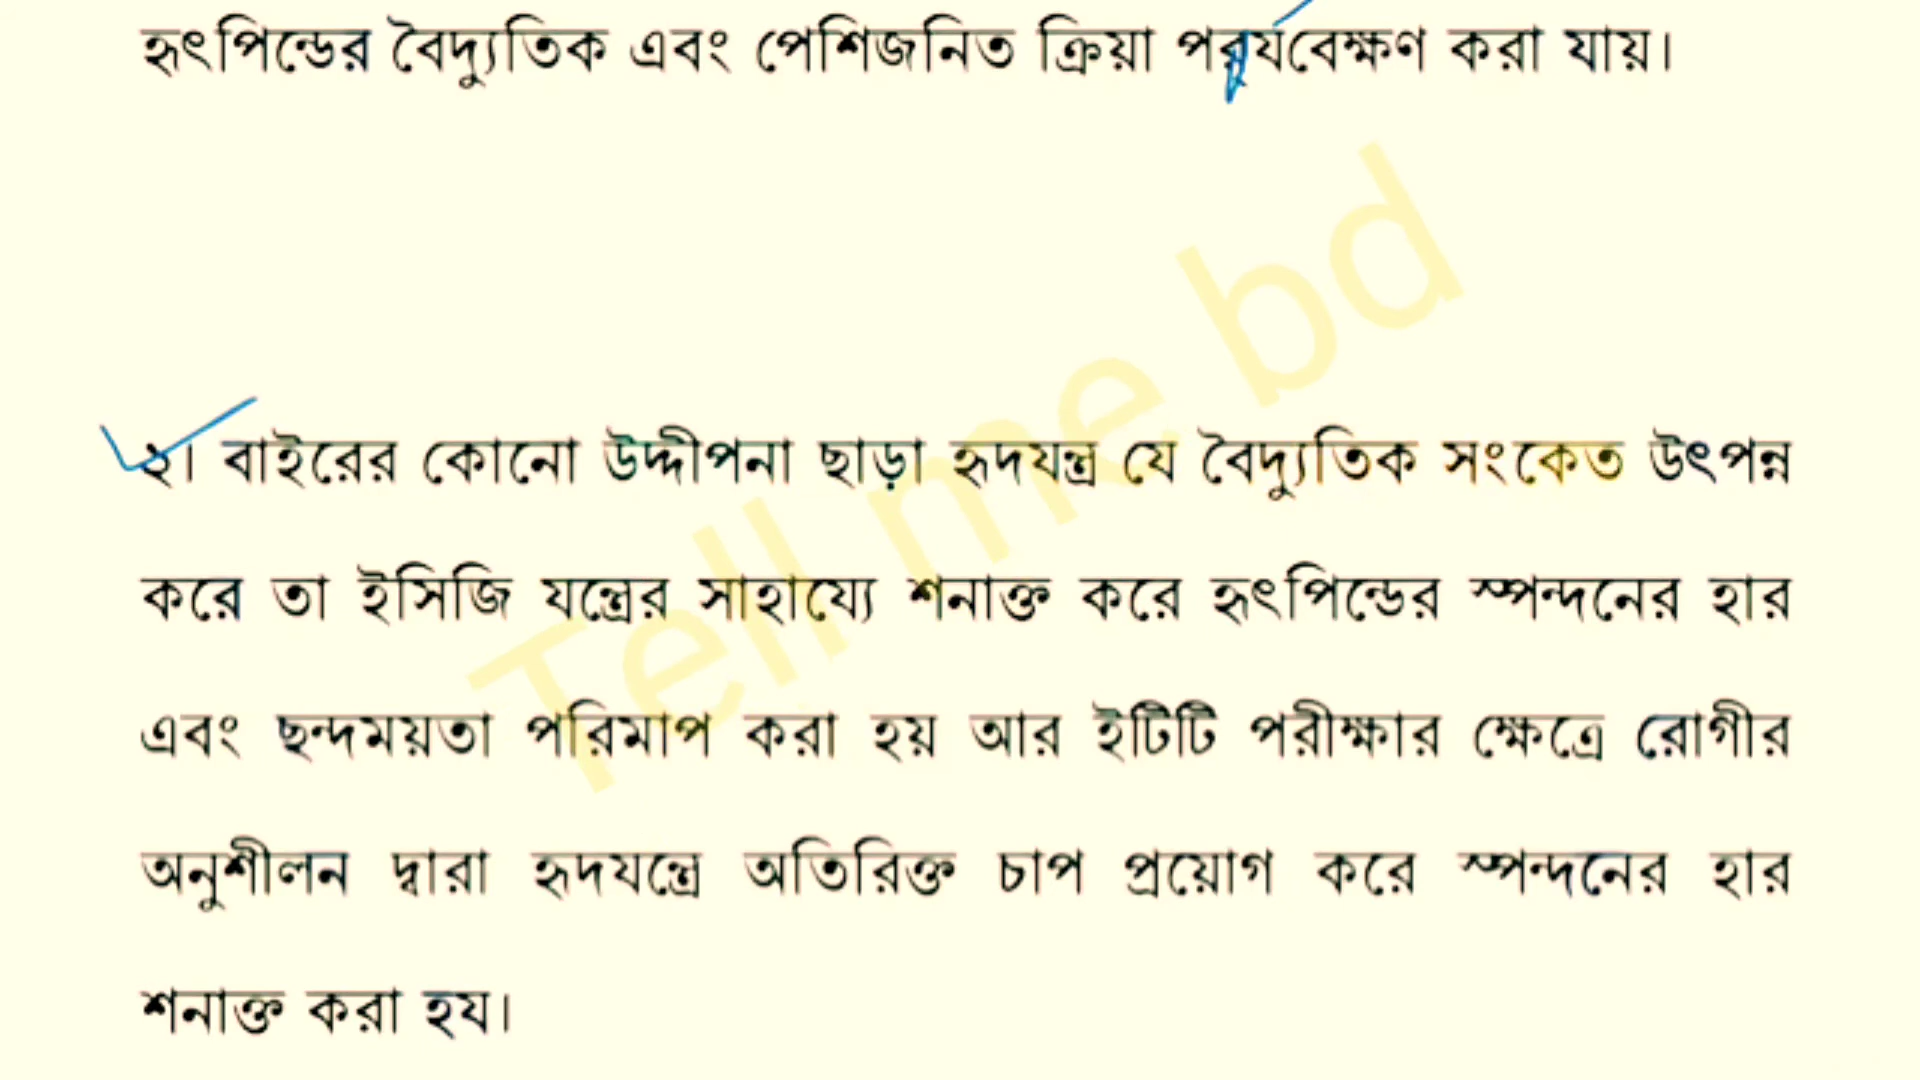 হৃৎপিন্ডের বৈদ্যুতিক এবং পেশিজনিত ক্রিয়া পর্যবেক্ষণ করা যায়।
২। বাইরের কোনো উদ্দীপনা ছাড়া হৃদযন্ত্র যে বৈদ্যুতিক সংকেত উৎপন্ন
করে তা ইসিজি যন্ত্রের সাহায্যে শনাক্ত করে হৃৎপিন্ডের স্পন্দনের হার
এবং ছন্দময়তা পরিমাপ করা হয় আর ইটিটি পরীক্ষার ক্ষেত্রে রোগীর
অনুশীলন দ্বারা হৃদযন্ত্রে অতিরিক্ত চাপ প্রয়োগ করে স্পন্দনের হার
শনাক্ত করা হয।
Tell me bd